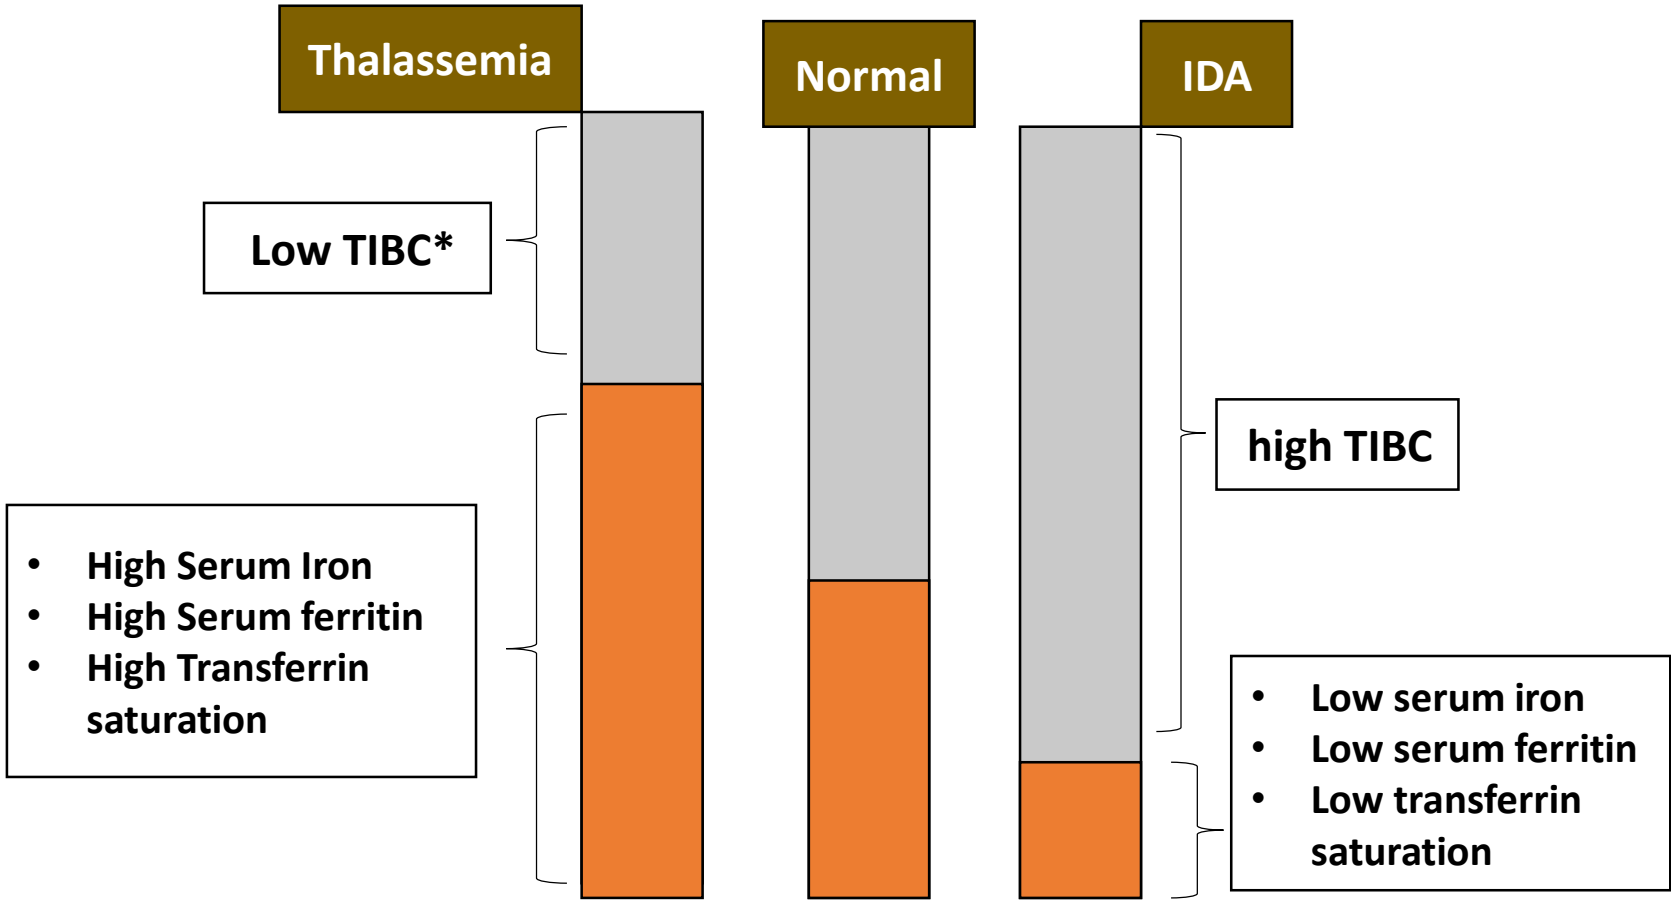 Thalassemia
Normal
IDA
Low TIBC*
high TIBC
• High Serum Iron
• High Serum ferritin
• High Transferrin
saturation
• Low serum iron
• Low serum ferritin
• Low transferrin
saturation